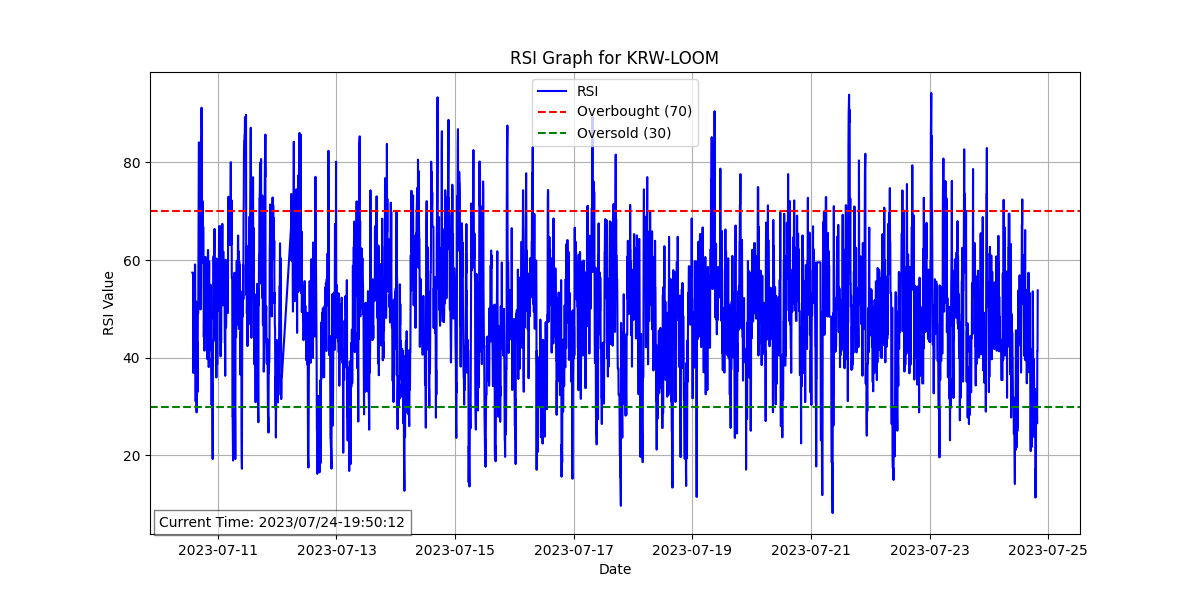 RSI Graph for KRW-LOOM
RSI
Overbought (70)
Oversold (30)
RSI Value
80
60
40
20
Current Time: 2023/07/24-19:50:12
2023-07-11
2023-07-13
2023-07-15
2023-07-17
2023-07-19
2023-07-21
2023-07-23
2023-07-25
Date